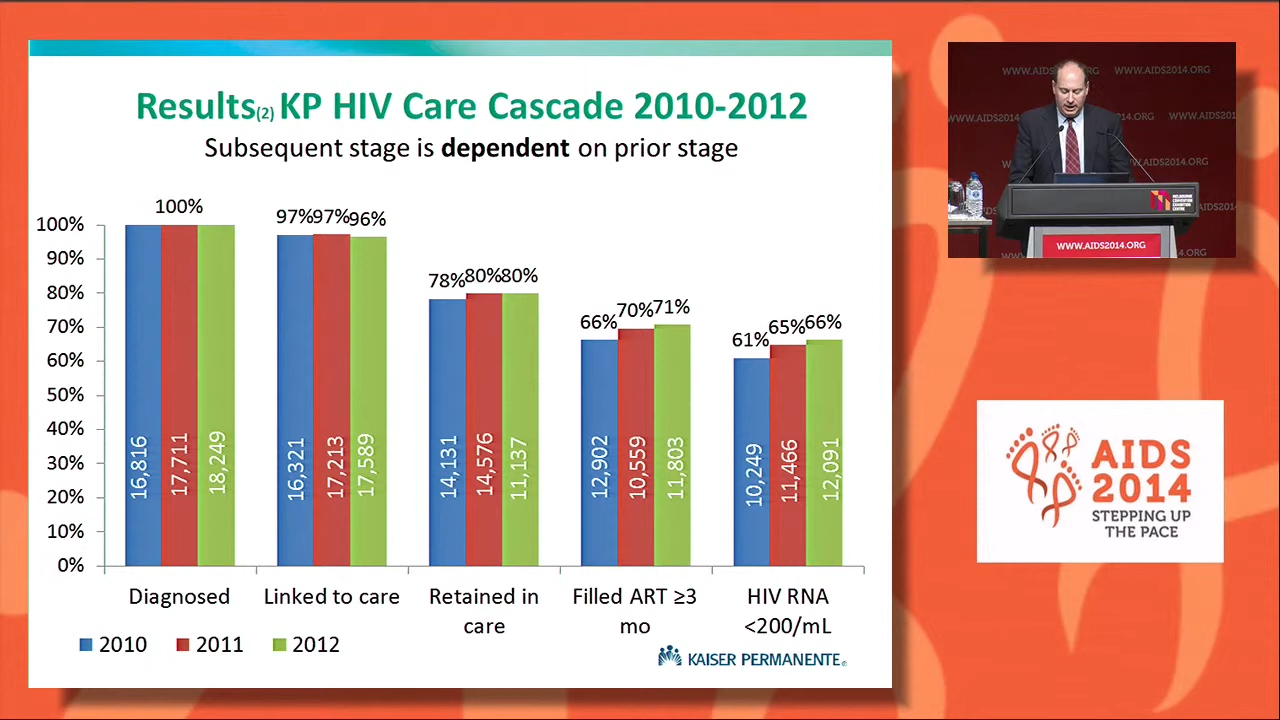 Results(2) KP HIV Care Cascade 2010-2012
Subsequent stage is dependent on prior stage
100%
90%
80%
70%
60%
50%
40%
30%
20%
10%
0%
100%
97% 97% 96%
78% 80% 80%
66% 70% 71%
61% 65% 66%
16,816 17,711 18,249
16,321 17,213 17,589
14,131 14,576 11,137
12,902 10,559 11,803
10,249 11,466 12,091
Diagnosed
Linked to care
Retained in
care
Filled ART ≥3
mo
HIV RNA
<200/mL
2010 2011 2012
KAISER PERMANENTE®
WWW.AIDS2014.ORG
WWW.AIDS2014.ORG
MELBOURNE
CONVENTION
EXHIBITION
CENTRE
WWW.AIDS2014.ORG
AIDS
2014
STEPPING UP
THE PACE